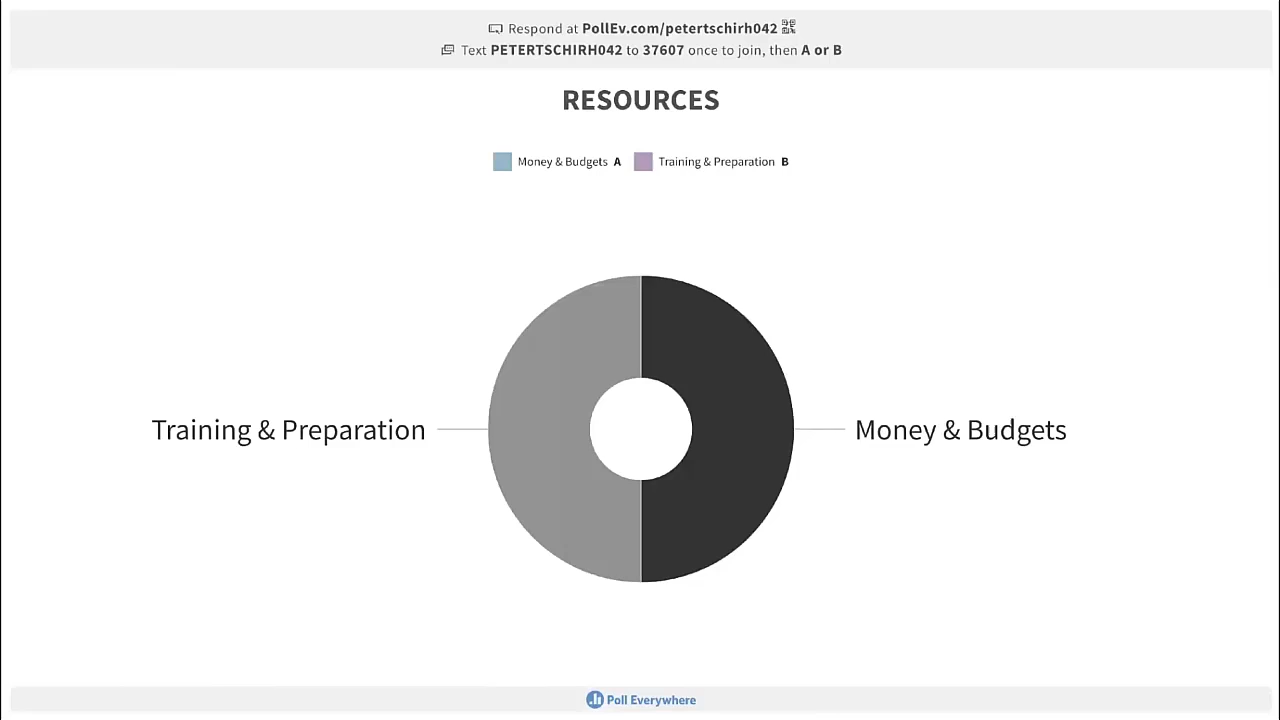 Respond at PollEv.com/petertschirh042
Text PETERTSCHIRH042 to 37607 once to join, then A or B
RESOURCES
Money & Budgets A Training & Preparation B
Training & Preparation
Money & Budgets
Poll Everywhere